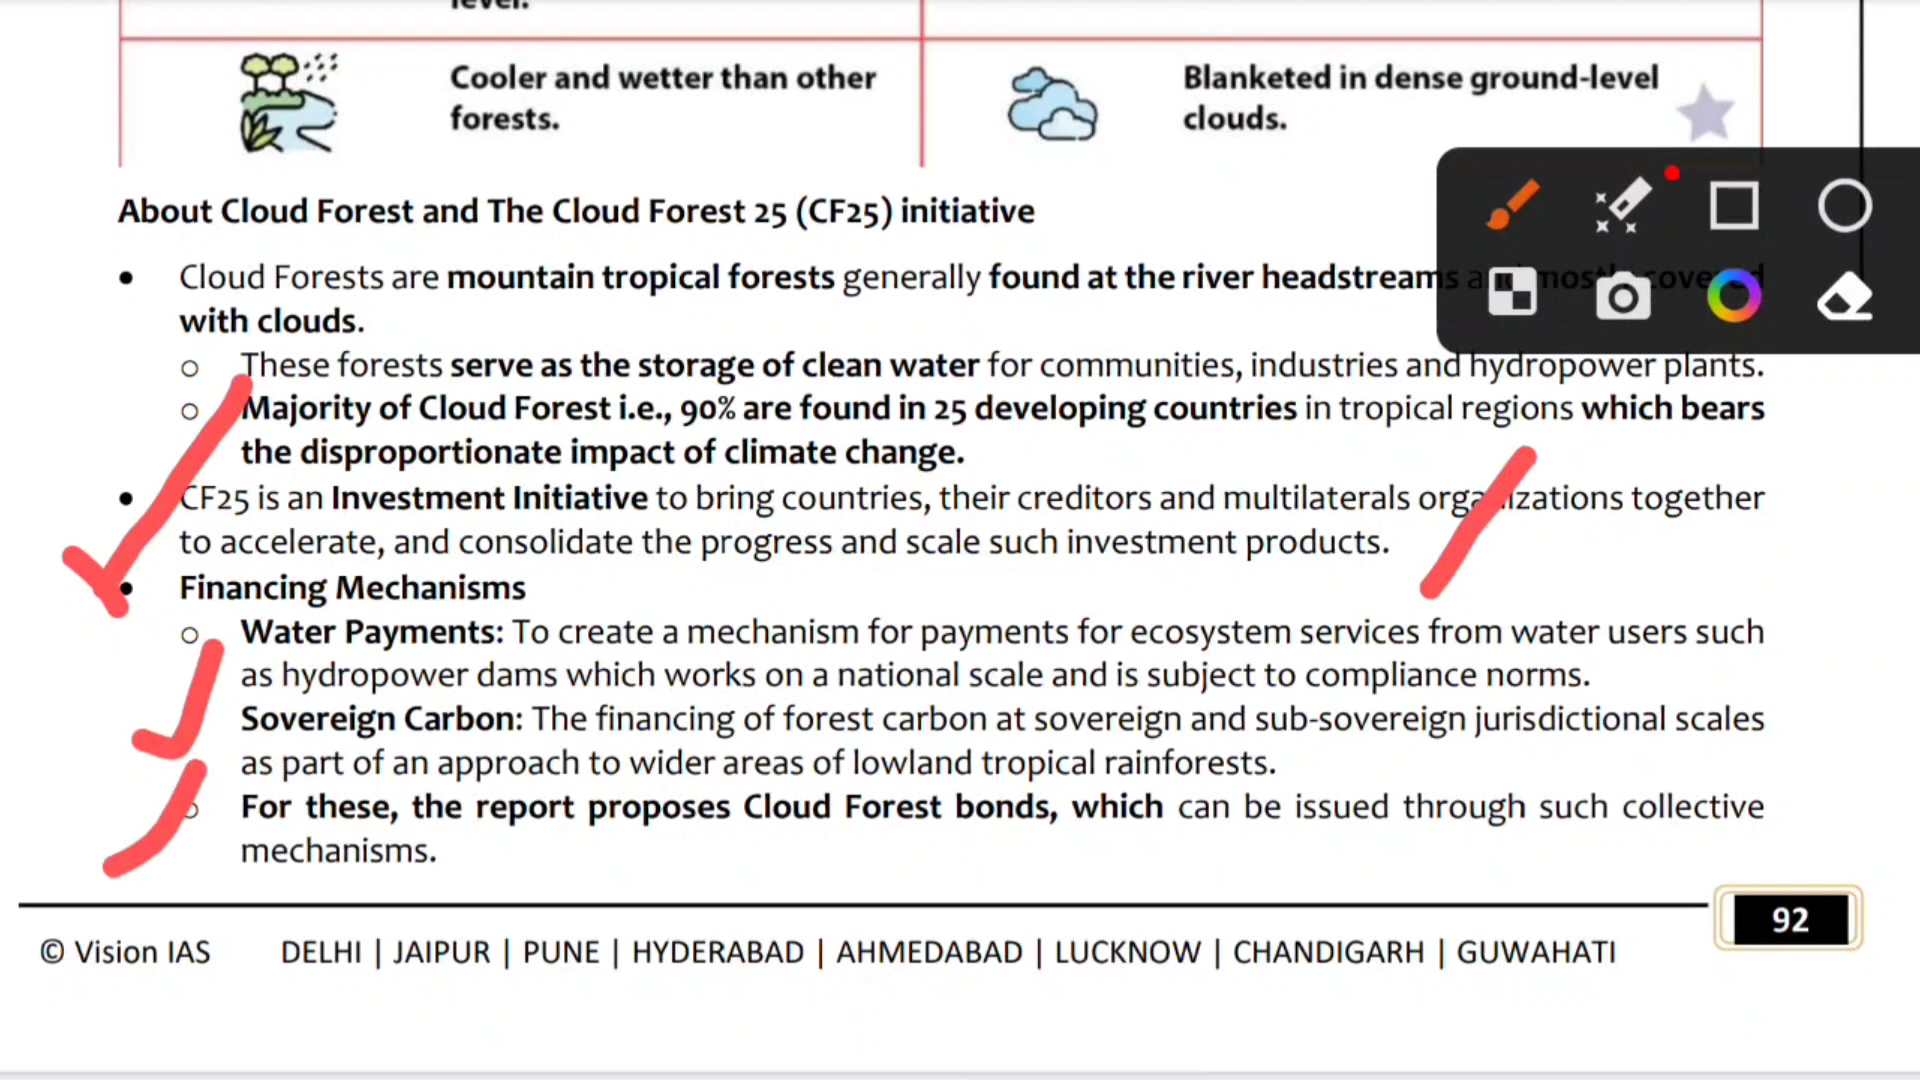 level.
Cooler and wetter than other
forests.
Blanketed in dense ground-level
clouds.
About Cloud Forest and The Cloud Forest 25 (CF25) initiative
• Cloud Forests are mountain tropical forests generally found at the river headstreams and mostly covered
with clouds.
o These forests serve as the storage of clean water for communities, industries and hydropower plants.
o Majority of Cloud Forest i.e., 90% are found in 25 developing countries in tropical regions which bears
the disproportionate impact of climate change.
• CF25 is an Investment Initiative to bring countries, their creditors and multilaterals organizations together
to accelerate, and consolidate the progress and scale such investment products.
• Financing Mechanisms
o Water Payments: To create a mechanism for payments for ecosystem services from water users such
as hydropower dams which works on a national scale and is subject to compliance norms.
Sovereign Carbon: The financing of forest carbon at sovereign and sub-sovereign jurisdictional scales
as part of an approach to wider areas of lowland tropical rainforests.
o For these, the report proposes Cloud Forest bonds, which can be issued through such collective
mechanisms.
92
© Vision IAS DELHI | JAIPUR | PUNE | HYDERABAD | AHMEDABAD | LUCKNOW | CHANDIGARH | GUWAHATI